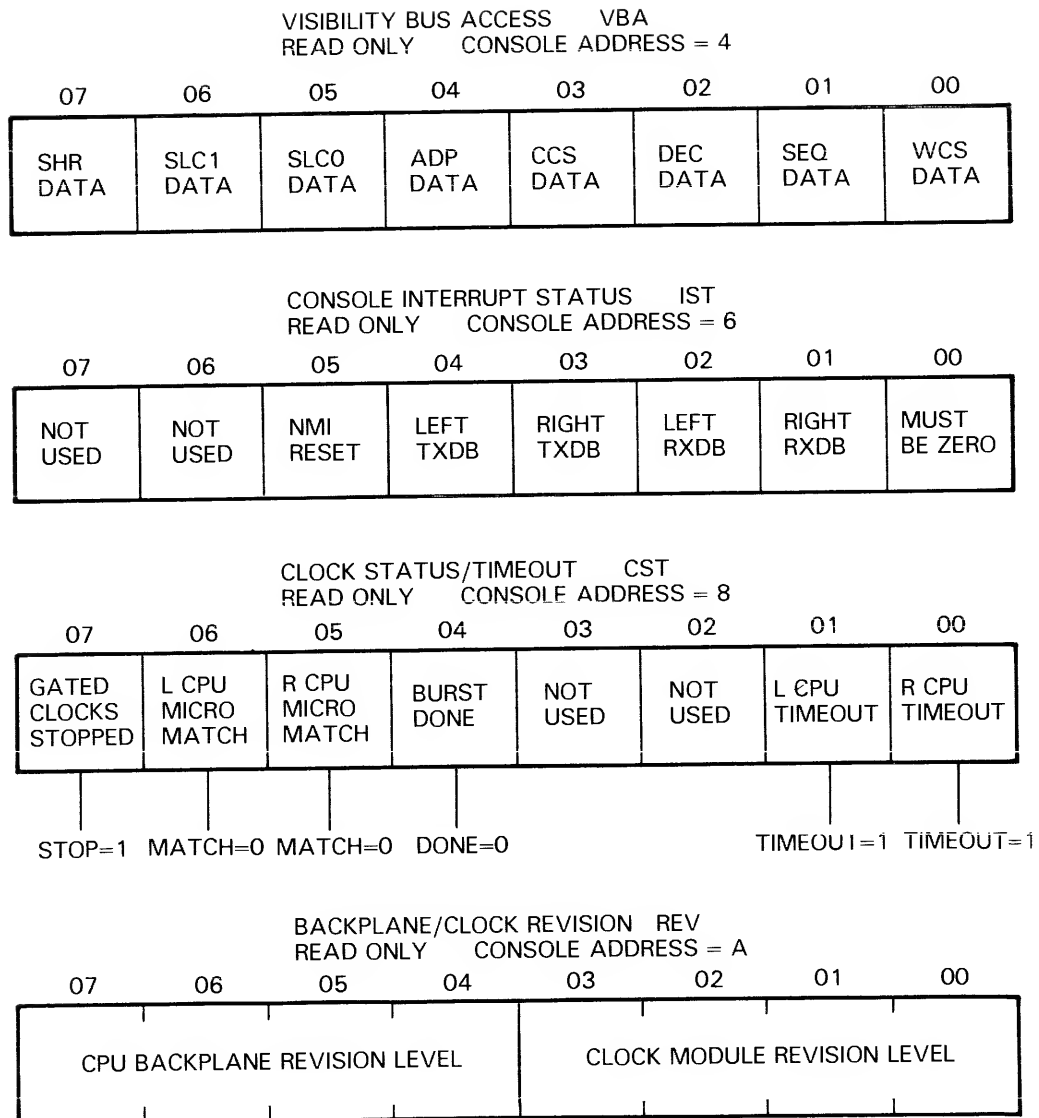 VISIBILITY BUS ACCESS VBA
READ ONLY CONSOLE ADDRESS = 4
07 06 05 04 03 02 01 00
SHR SLC1 SLC0 ADP CCS DEC SEQ WCS
DATA DATA DATA DATA DATA DATA DATA DATA
CONSOLE INTERRUPT STATUS IST
READ ONLY CONSOLE ADDRESS = 6
07 06 05 04 03 02 01 00
NOT NOT NMI LEFT RIGHT LEFT RIGHT MUST
USED USED RESET TXDB TXDB RXDB RXDB BE ZERO
CLOCK STATUS/TIMEOUT CST
READ ONLY CONSOLE ADDRESS = 8
07 06 05 04 03 02 01 00
GATED L CPU R CPU BURST NOT NOT L CPU R CPU
CLOCKS MICRO MICRO DONE USED USED TIMEOUT TIMEOUT
STOPPED MATCH MATCH
STOP=1 MATCH=0 MATCH=0 DONE=0 TIMEOUT=1 TIMEOUT=1
BACKPLANE/CLOCK REVISION REV
READ ONLY CONSOLE ADDRESS = A
07 06 05 04 03 02 01 00
CPU BACKPLANE REVISION LEVEL CLOCK MODULE REVISION LEVEL